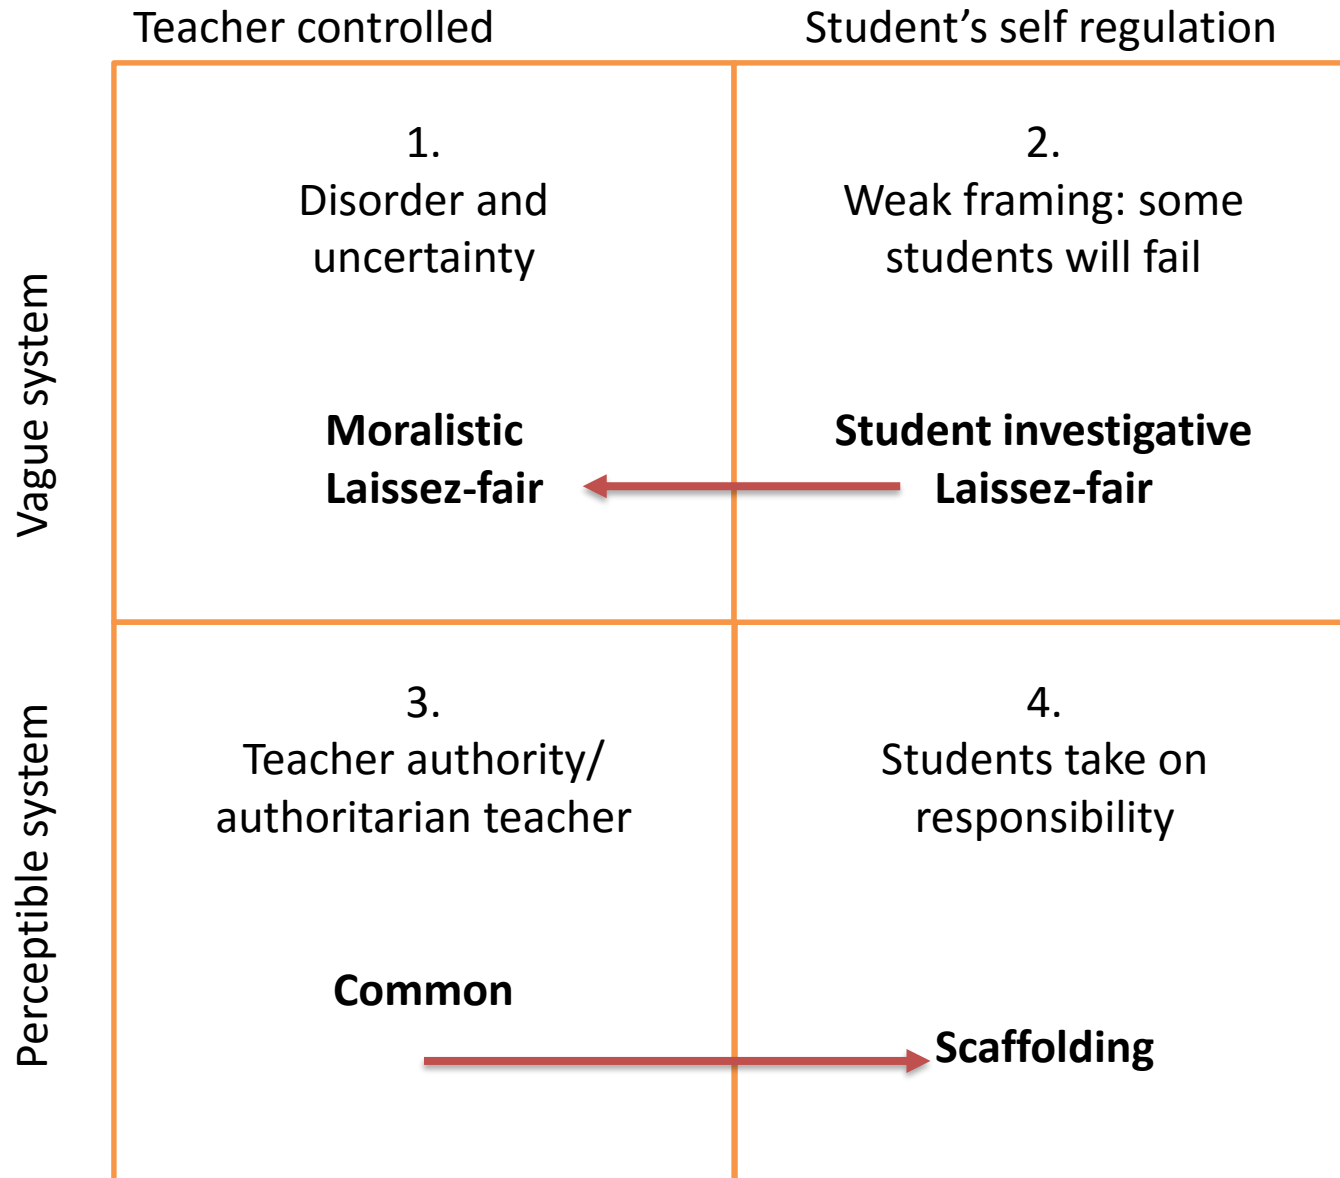 Teacher controlled
Student’s self regulation
Vague system
1.
Disorder and
uncertainty
Moralistic
Laissez-fair
2.
Weak framing: some
students will fail
Student investigative
Laissez-fair
Perceptible system
3.
Teacher authority/
authoritarian teacher
Common
4.
Students take on
responsibility
Scaffolding